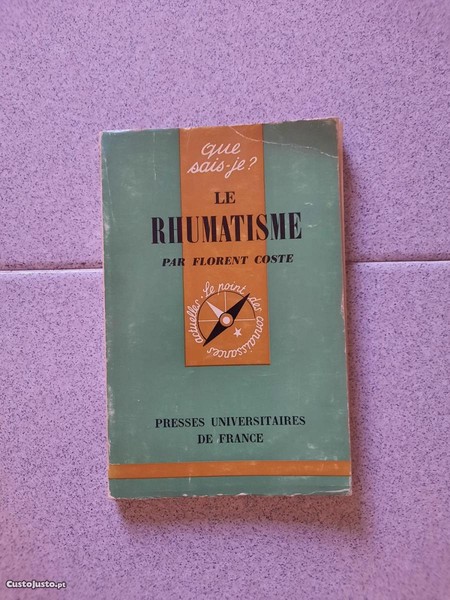 que
sais-je?
LE
RHUMATISME
PAR FLORENT COSTE
Le point des connaissances actuelles.
PRESSES UNIVERSITAIRES
DE FRANCE
CustoJusto.pt